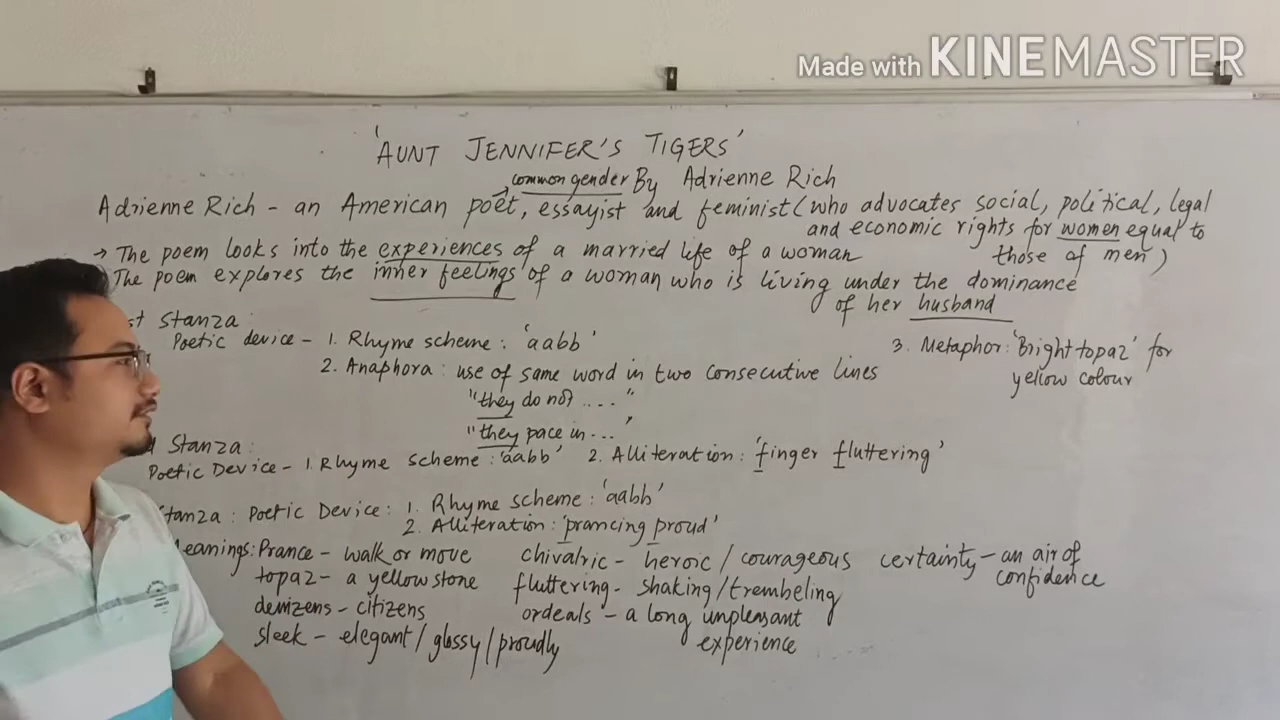 Made with KINEMASTER
'AUNT JENNIFER'S TIGERS'
common gender By Adrienne Rich
Adrienne Rich - an American poet, essayist and feminist (who advocates social, political, legal
and economic rights for women equal to
those of men)
→ The poem looks into the experiences of a married life of a woman
The poem explores the inner feelings of a woman who is living under the dominance
of her husband
st Stanza:
Poetic device - 1. Rhyme scheme: 'aabb'
3. Metaphor: 'Bright topaz' for
yellow colour
2. Anaphora: use of same word in two consecutive lines
"they do not ...."
"they pace in..."
d Stanza:
Poetic Device - 1. Rhyme scheme: 'aabb' 2. Alliteration: 'finger fluttering'
Stanza: Poetic Device: 1. Rhyme scheme: 'aabb'
2. Alliteration: 'prancing proud'
Meanings: Prance - walk or move
topaz - a yellow stone
denizens - citizens
sleek - elegant/glossy/proudly
chivalric - heroic/courageous
fluttering - shaking/trembeling
ordeals - a long unpleasant
experience
certainty - an air of
confidence